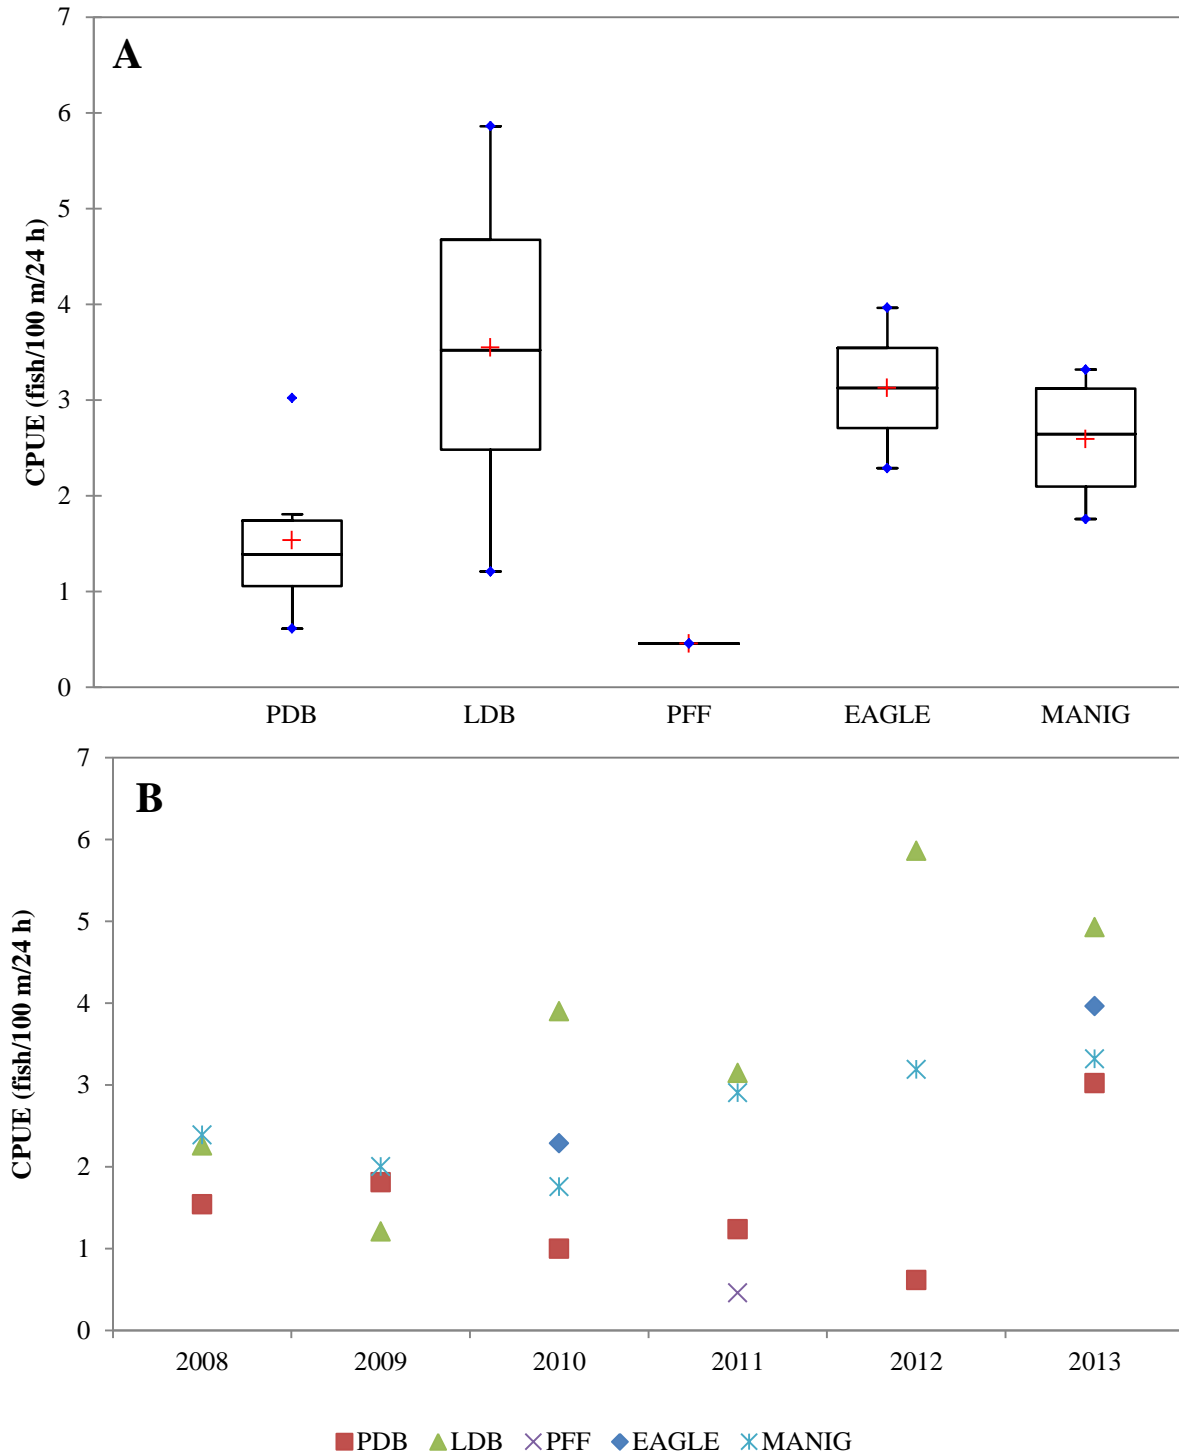 A
CPUE (fish/100 m/24 h)
7
6
5
4
3
2
1
0
PDB LDB PFF EAGLE MANIG
B
CPUE (fish/100 m/24 h)
7
6
5
4
3
2
1
0
2008 2009 2010 2011 2012 2013
PDB LDB PFF EAGLE MANIG